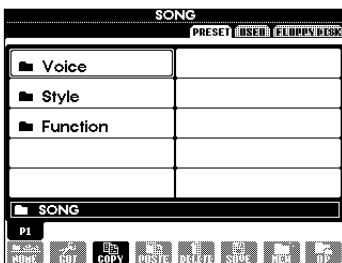 SONG
PRESET USER FLOPPY DISK
Voice
Style
Function
SONG
P1
NAME CUT COPY PASTE DELETE SAVE NEW UP